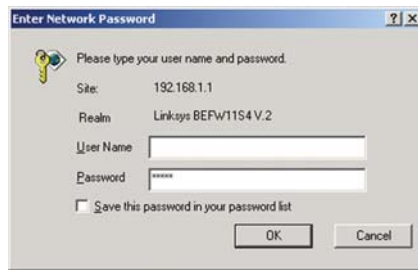 Enter Network Password
Please type your user name and password.
Site: 192.168.1.1
Realm Linksys BEFW11S4 V.2
User Name
Password *****
Save this password in your password list
OK Cancel